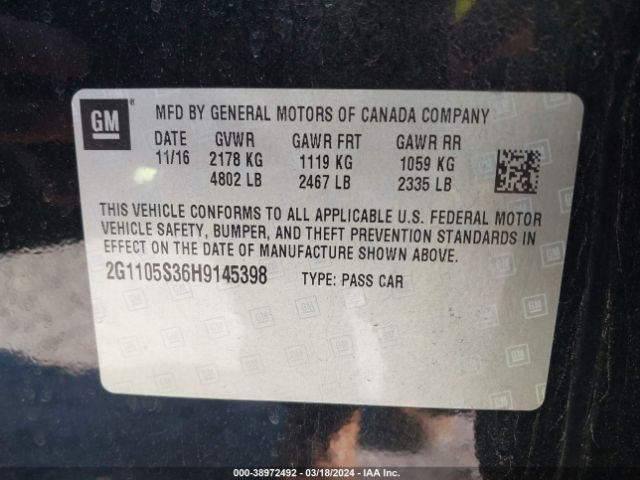 GM ® MFD BY GENERAL MOTORS OF CANADA COMPANY
DATE GVWR GAWR FRT GAWR RR
11/16 2178 KG 1119 KG 1059 KG
4802 LB 2467 LB 2335 LB
THIS VEHICLE CONFORMS TO ALL APPLICABLE U.S. FEDERAL MOTOR
VEHICLE SAFETY, BUMPER, AND THEFT PREVENTION STANDARDS IN
EFFECT ON THE DATE OF MANUFACTURE SHOWN ABOVE.
2G1105S36H9145398 TYPE: PASS CAR
000-38972492 - 03/18/2024 - IAA Inc.